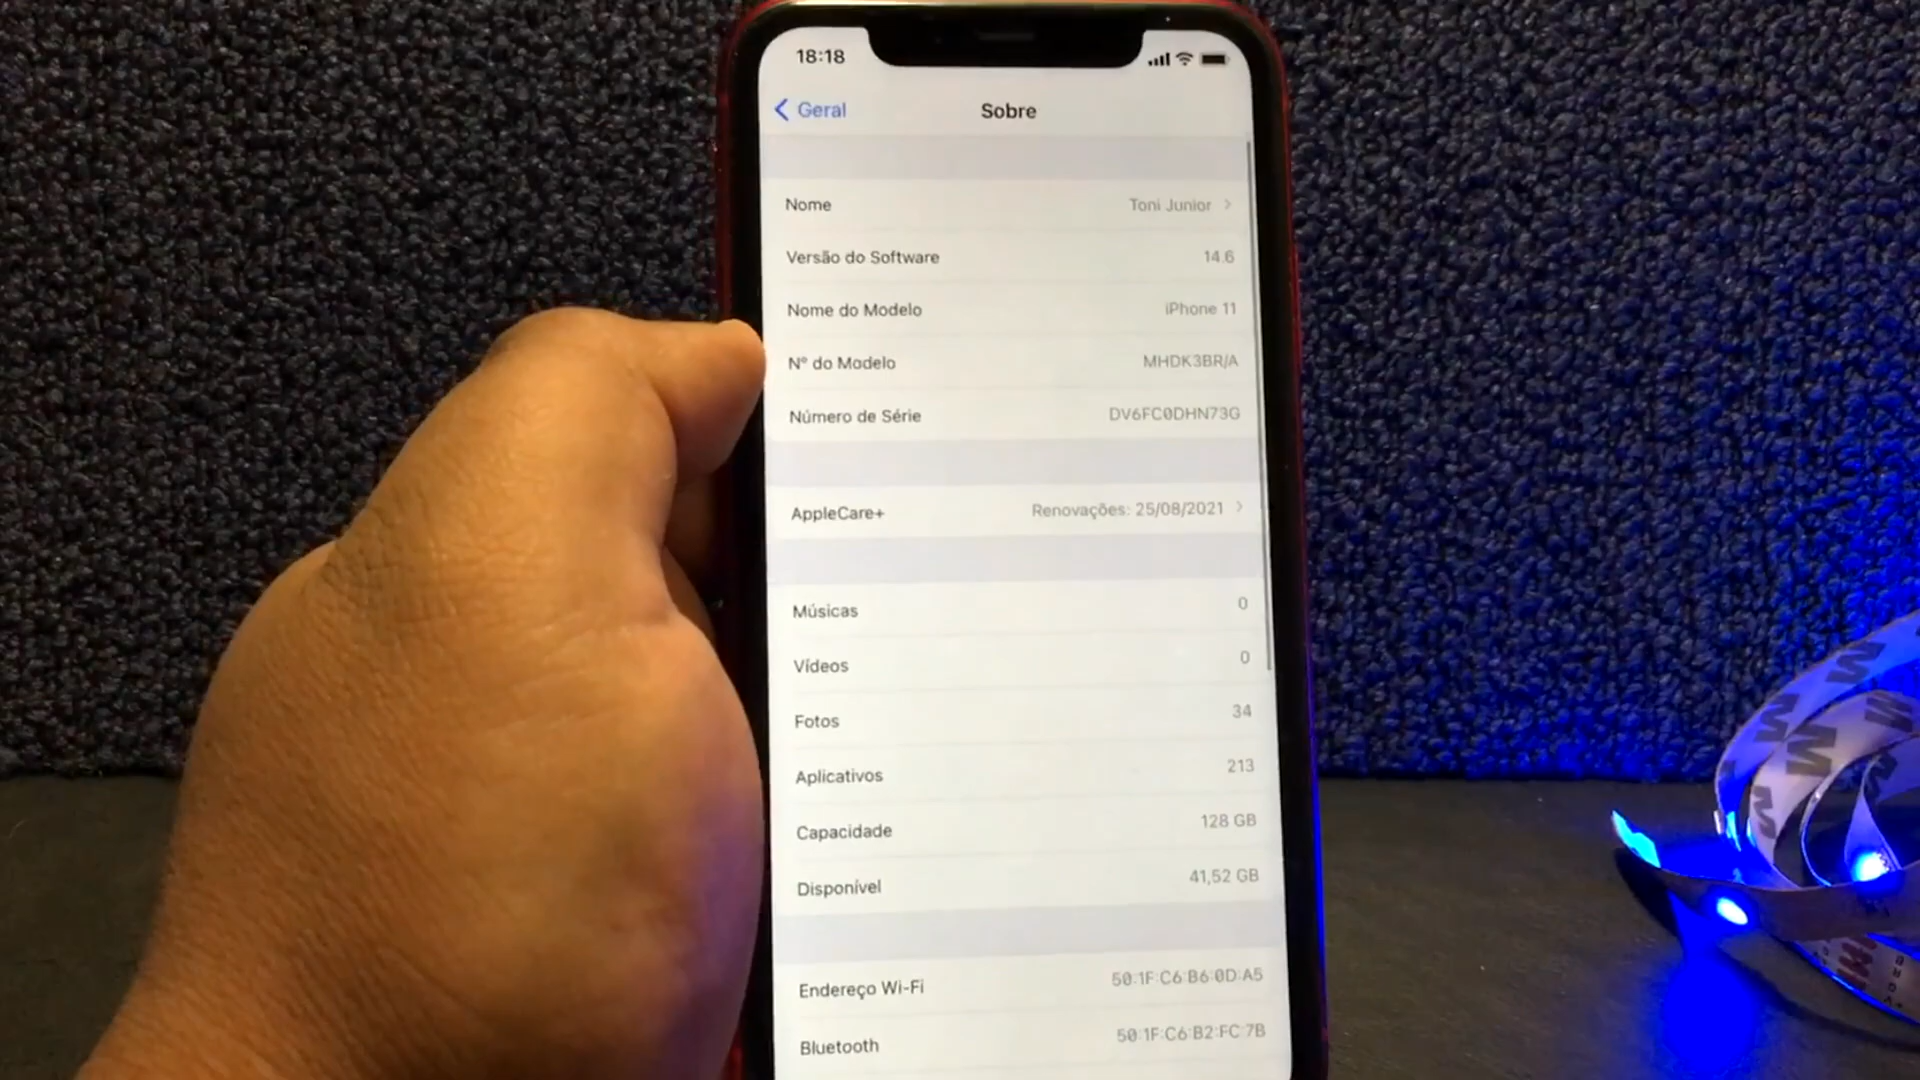 18:18
Geral
Sobre
Nome Toni Junior
Versão do Software 14.6
Nome do Modelo iPhone 11
Nº do Modelo MHDK3BR/A
Número de Série DV6FC0DHN73G
AppleCare+ Renovações: 25/08/2021
Músicas 0
Vídeos 0
Fotos 34
Aplicativos 213
Capacidade 128 GB
Disponível 41,52 GB
Endereço Wi-Fi 50:1F:C6:B6:0D:A5
Bluetooth 50:1F:C6:B2:FC:7B